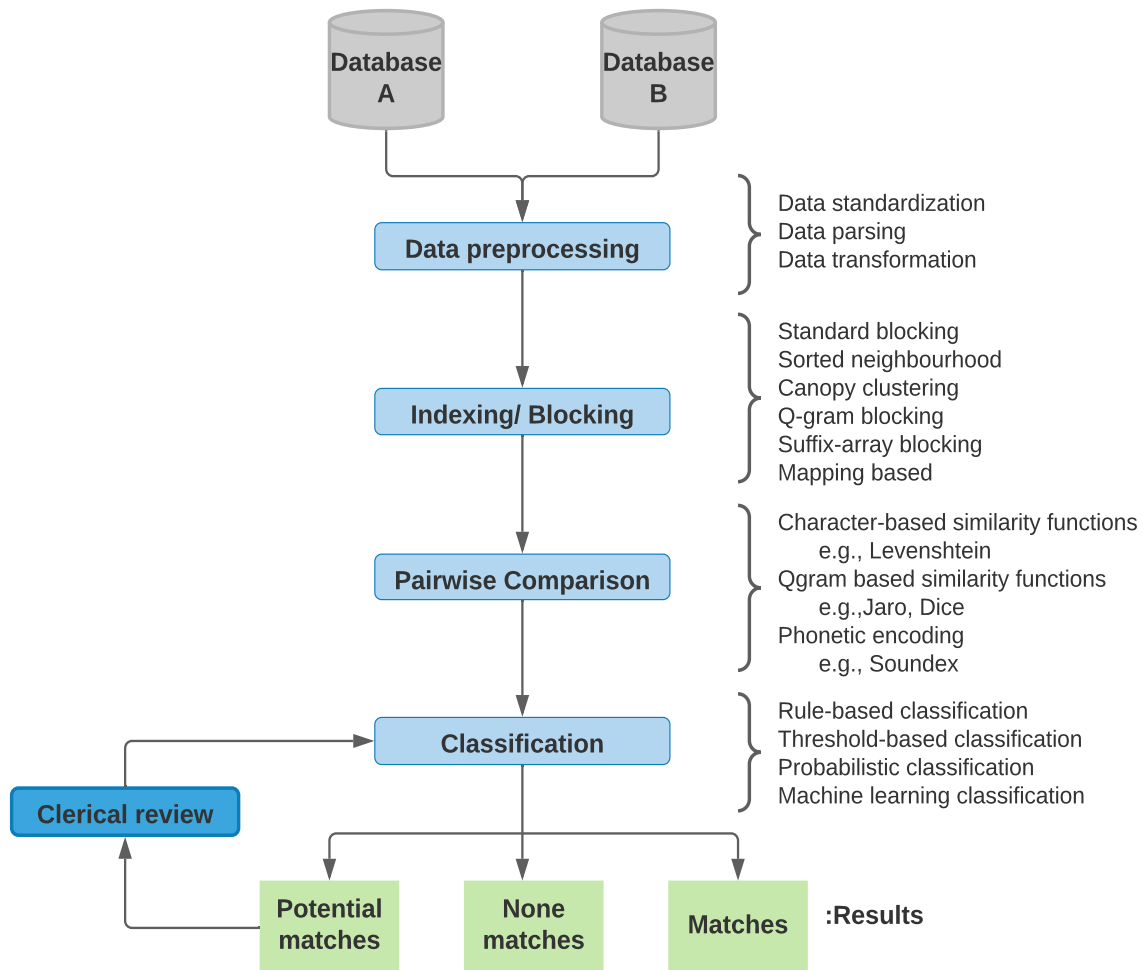 Database
A
Database
B
Data preprocessing
Data standardization
Data parsing
Data transformation
Indexing/ Blocking
Standard blocking
Sorted neighbourhood
Canopy clustering
Q-gram blocking
Suffix-array blocking
Mapping based
Pairwise Comparison
Character-based similarity functions
e.g., Levenshtein
Qgram based similarity functions
e.g.,Jaro, Dice
Phonetic encoding
e.g., Soundex
Classification
Rule-based classification
Threshold-based classification
Probabilistic classification
Machine learning classification
Clerical review
Potential
matches
None
matches
Matches
:Results